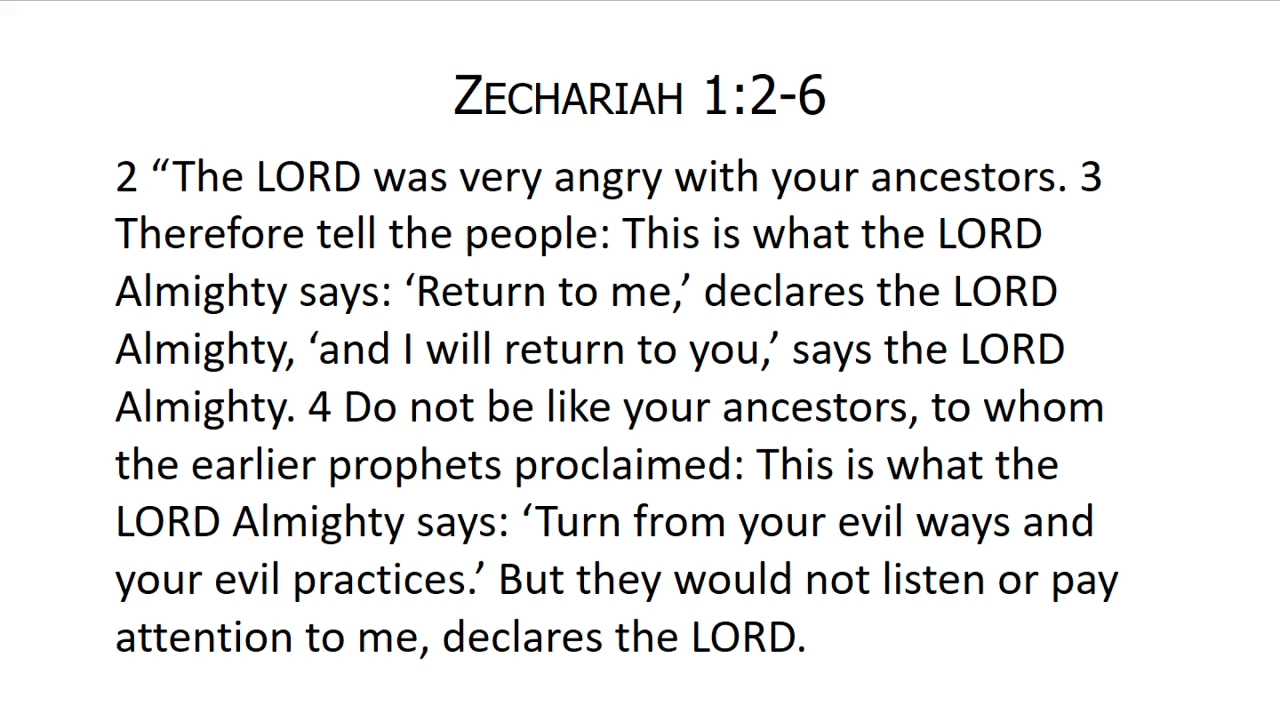 ZECHARIAH 1:2-6
2 “The LORD was very angry with your ancestors. 3
Therefore tell the people: This is what the LORD
Almighty says: ‘Return to me,’ declares the LORD
Almighty, ‘and I will return to you,’ says the LORD
Almighty. 4 Do not be like your ancestors, to whom
the earlier prophets proclaimed: This is what the
LORD Almighty says: ‘Turn from your evil ways and
your evil practices.’ But they would not listen or pay
attention to me, declares the LORD.